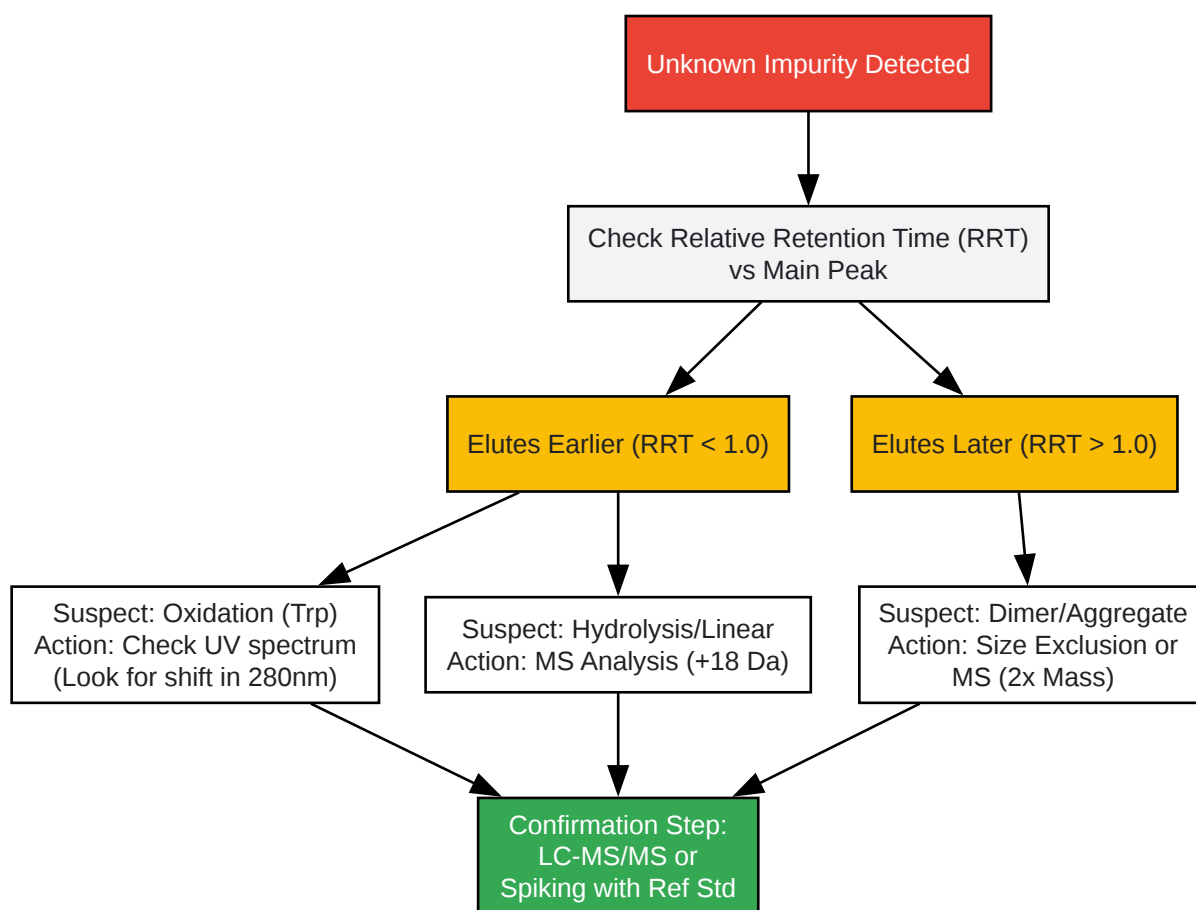 Unknown Impurity Detected
Check Relative Retention Time (RRT)
vs Main Peak
Elutes Earlier (RRT < 1.0)
Elutes Later (RRT > 1.0)
Suspect: Oxidation (Trp)
Action: Check UV spectrum
(Look for shift in 280nm)
Suspect: Hydrolysis/Linear
Action: MS Analysis (+18 Da)
Suspect: Dimer/Aggregate
Action: Size Exclusion or
MS (2x Mass)
Confirmation Step:
LC-MS/MS or
Spiking with Ref Std